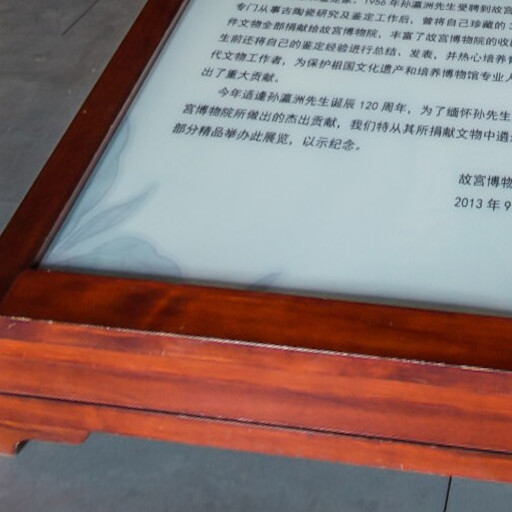 1956 年孙瀛洲先生受聘到故宫
专门从事古陶瓷研究及鉴定工作后,曾将自己珍藏的 3
件文物全部捐献给故宫博物院,丰富了故宫博物院的收
生前还将自己的鉴定经验进行总结、发表,并热心培养
代文物工作者,为保护祖国文化遗产和培养博物馆专业人
出了重大贡献。
今年适逢孙瀛洲先生诞辰 120 周年,为了缅怀孙先生
宫博物院所做出的杰出贡献,我们特从其所捐献文物中遴
部分精品举办此展览,以示纪念。
故宫博物
2013 年 9